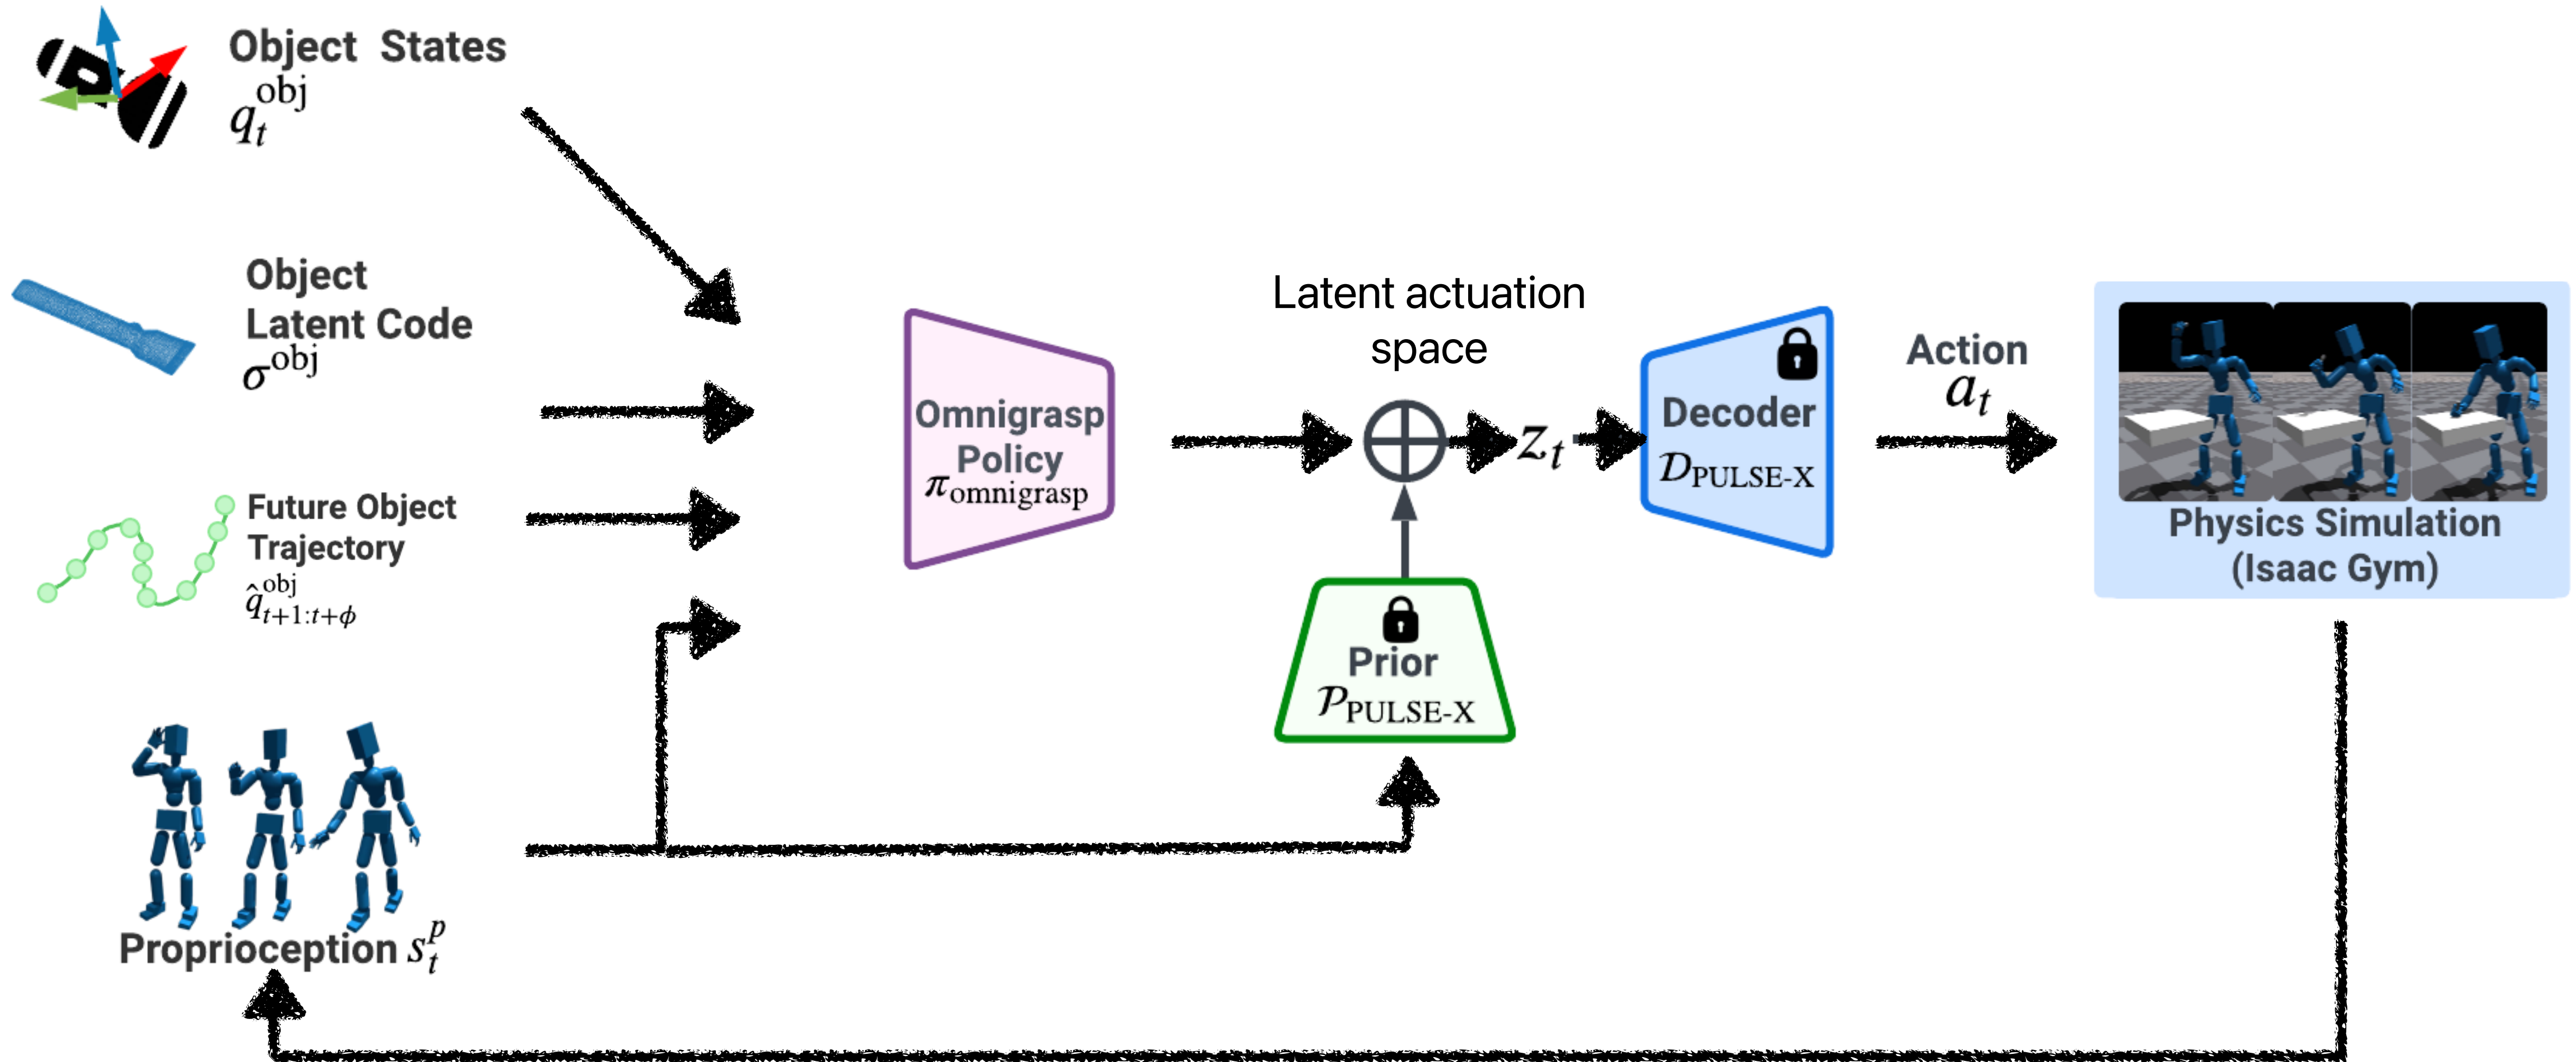 Object States
q_t^obj
Object
Latent Code
σ^obj
Future Object
Trajectory
q̂_{t+1:t+ϕ}^obj
Proprioception s_t^p
Omnigrasp
Policy
π_omnigrasp
Latent actuation
space
z_t
Prior
𝒫_PULSE-X
Decoder
𝒟_PULSE-X
Action
a_t
Physics Simulation
(Isaac Gym)